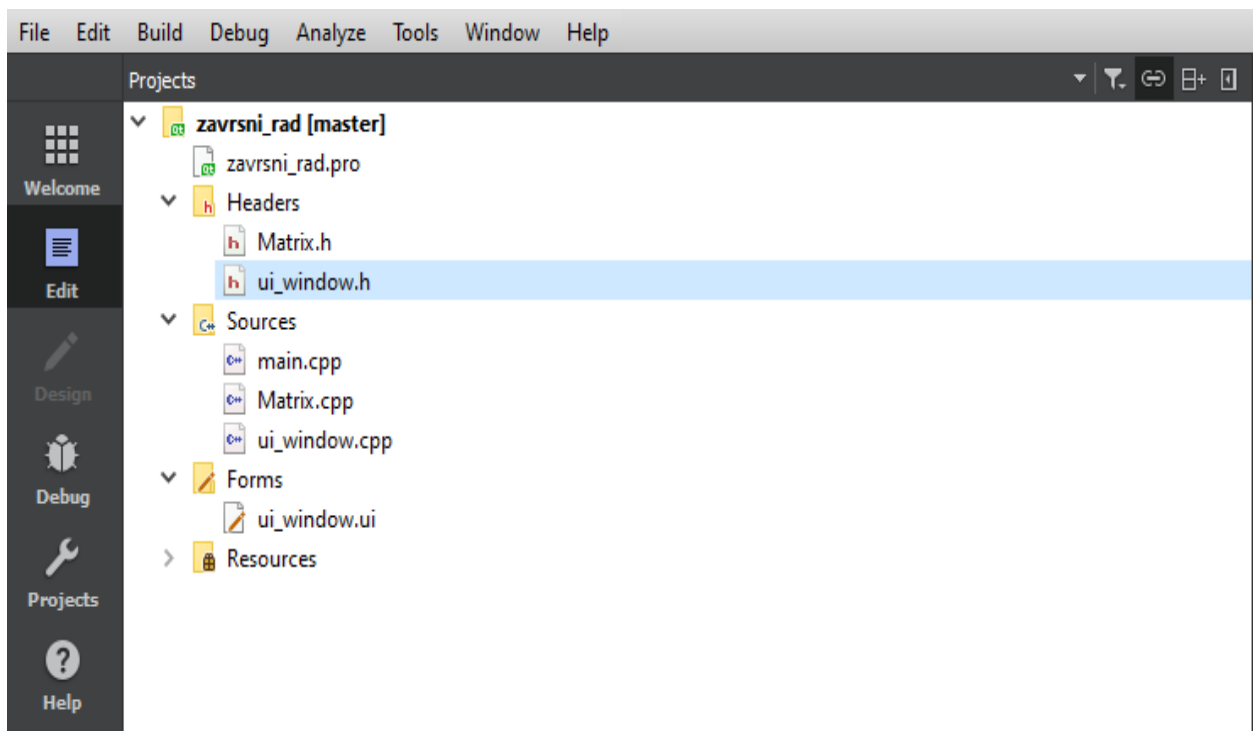 File Edit Build Debug Analyze Tools Window Help
Projects
Welcome
Edit
Design
Debug
Projects
Help
zavrsni_rad [master]
zavrsni_rad.pro
Headers
Matrix.h
ui_window.h
Sources
main.cpp
Matrix.cpp
ui_window.cpp
Forms
ui_window.ui
Resources